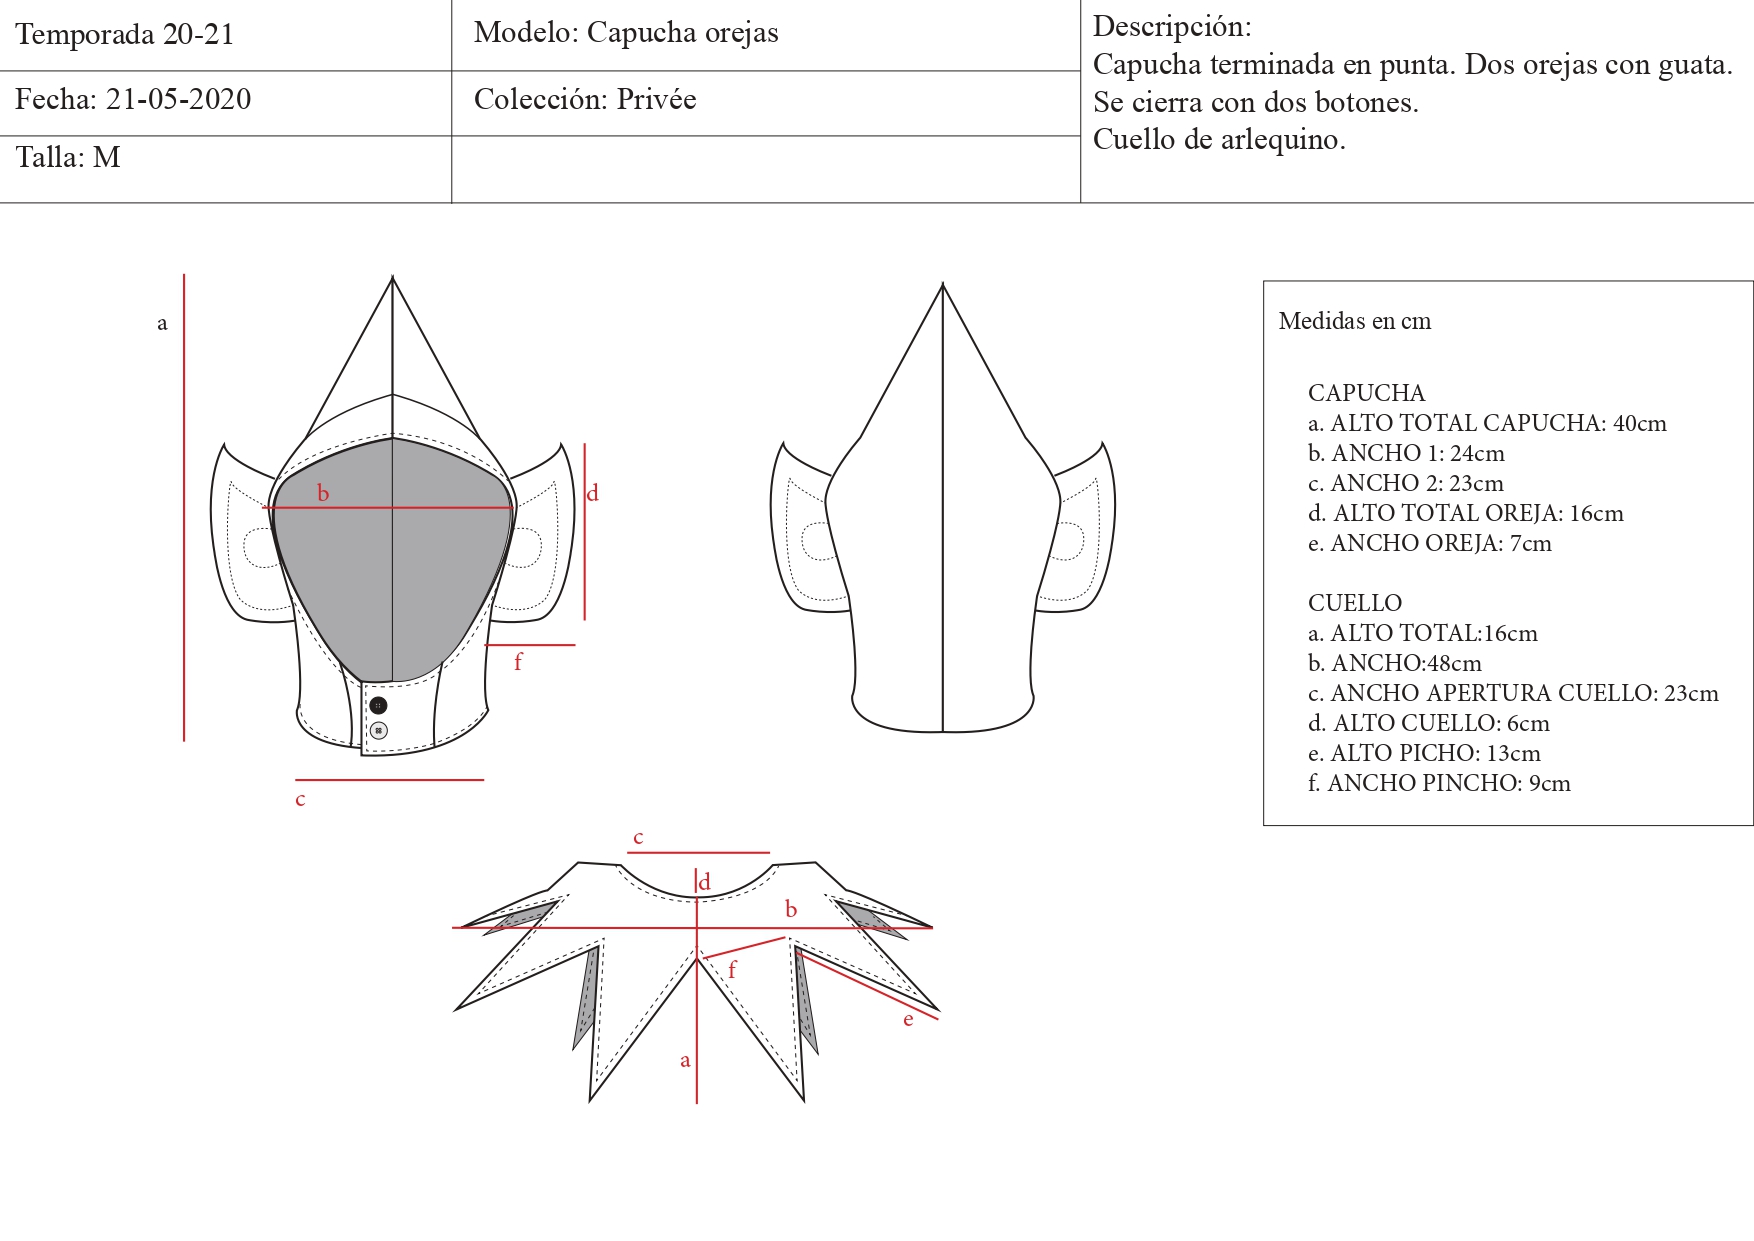 Temporada 20-21
Modelo: Capucha orejas
Descripción:
Capucha terminada en punta. Dos orejas con guata.
Se cierra con dos botones.
Cuello de arlequino.
Fecha: 21-05-2020
Colección: Privée
Talla: M
a
b
d
f
c
Medidas en cm
CAPUCHA
a. ALTO TOTAL CAPUCHA: 40cm
b. ANCHO 1: 24cm
c. ANCHO 2: 23cm
d. ALTO TOTAL OREJA: 16cm
e. ANCHO OREJA: 7cm
CUELLO
a. ALTO TOTAL:16cm
b. ANCHO:48cm
c. ANCHO APERTURA CUELLO: 23cm
d. ALTO CUELLO: 6cm
e. ALTO PICHO: 13cm
f. ANCHO PINCHO: 9cm
c
d
b
f
e
a